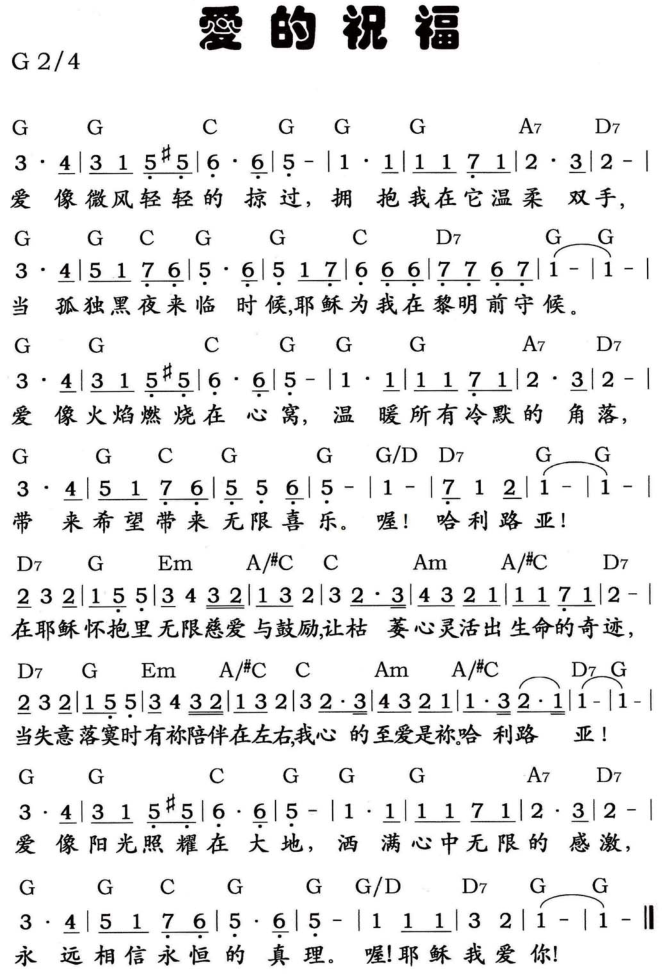 愛的祝福
G 2/4
G G C G G G A7 D7
3 · 4|3 1 5 #5|6 · 6|5 – |1 · 1|1 1 7 1|2 · 3|2 – |
爱 像微风轻轻的 掠过, 拥 抱我在它温柔 双手,
G G C G G C D7 G G
3 · 4|5 1 7 6|5 · 6|5 1 7|6 6 6|7 7 6 7|1 – |1 – |
当 孤独黑夜来临 时候,耶稣为我在黎明前守候。
G G C G G G A7 D7
3 · 4|3 1 5 #5|6 · 6|5 – |1 · 1|1 1 7 1|2 · 3|2 – |
爱 像火焰燃烧在 心窝, 温 暖所有冷默的 角落,
G G C G G G/D D7 G G
3 · 4|5 1 7 6|5 5 6|5 – |1 – |7 1 2|1 – |1 – |
带 来希望带来无限喜乐。 喔! 哈利路亚!
D7 G Em A/#C C Am A/#C D7
2 3 2|1 5 5|3 4 3 2|1 3 2|3 2 · 3|4 3 2 1|1 1 7 1|2 – |
在耶稣怀抱里无限慈爱与鼓励,让枯 萎心灵活出生命的奇迹,
D7 G Em A/#C C Am A/#C D7 G
2 3 2|1 5 5|3 4 3 2|1 3 2|3 2 · 3|4 3 2 1|1 · 3 2 · 1|1 – |1 – |
当失意落寞时有祢陪伴在左右,我心 的至爱是祢。哈 利路 亚!
G G C G G G A7 D7
3 · 4|3 1 5 #5|6 · 6|5 – |1 · 1|1 1 7 1|2 · 3|2 – |
爱 像阳光照耀在 大地, 洒 满心中无限的 感激,
G G C G G G/D D7 G G
3 · 4|5 1 7 6|5 · 6|5 – |1 1 1|3 2|1 – |1 – ‖
永 远相信永恒的 真理。 喔!耶稣我爱你!